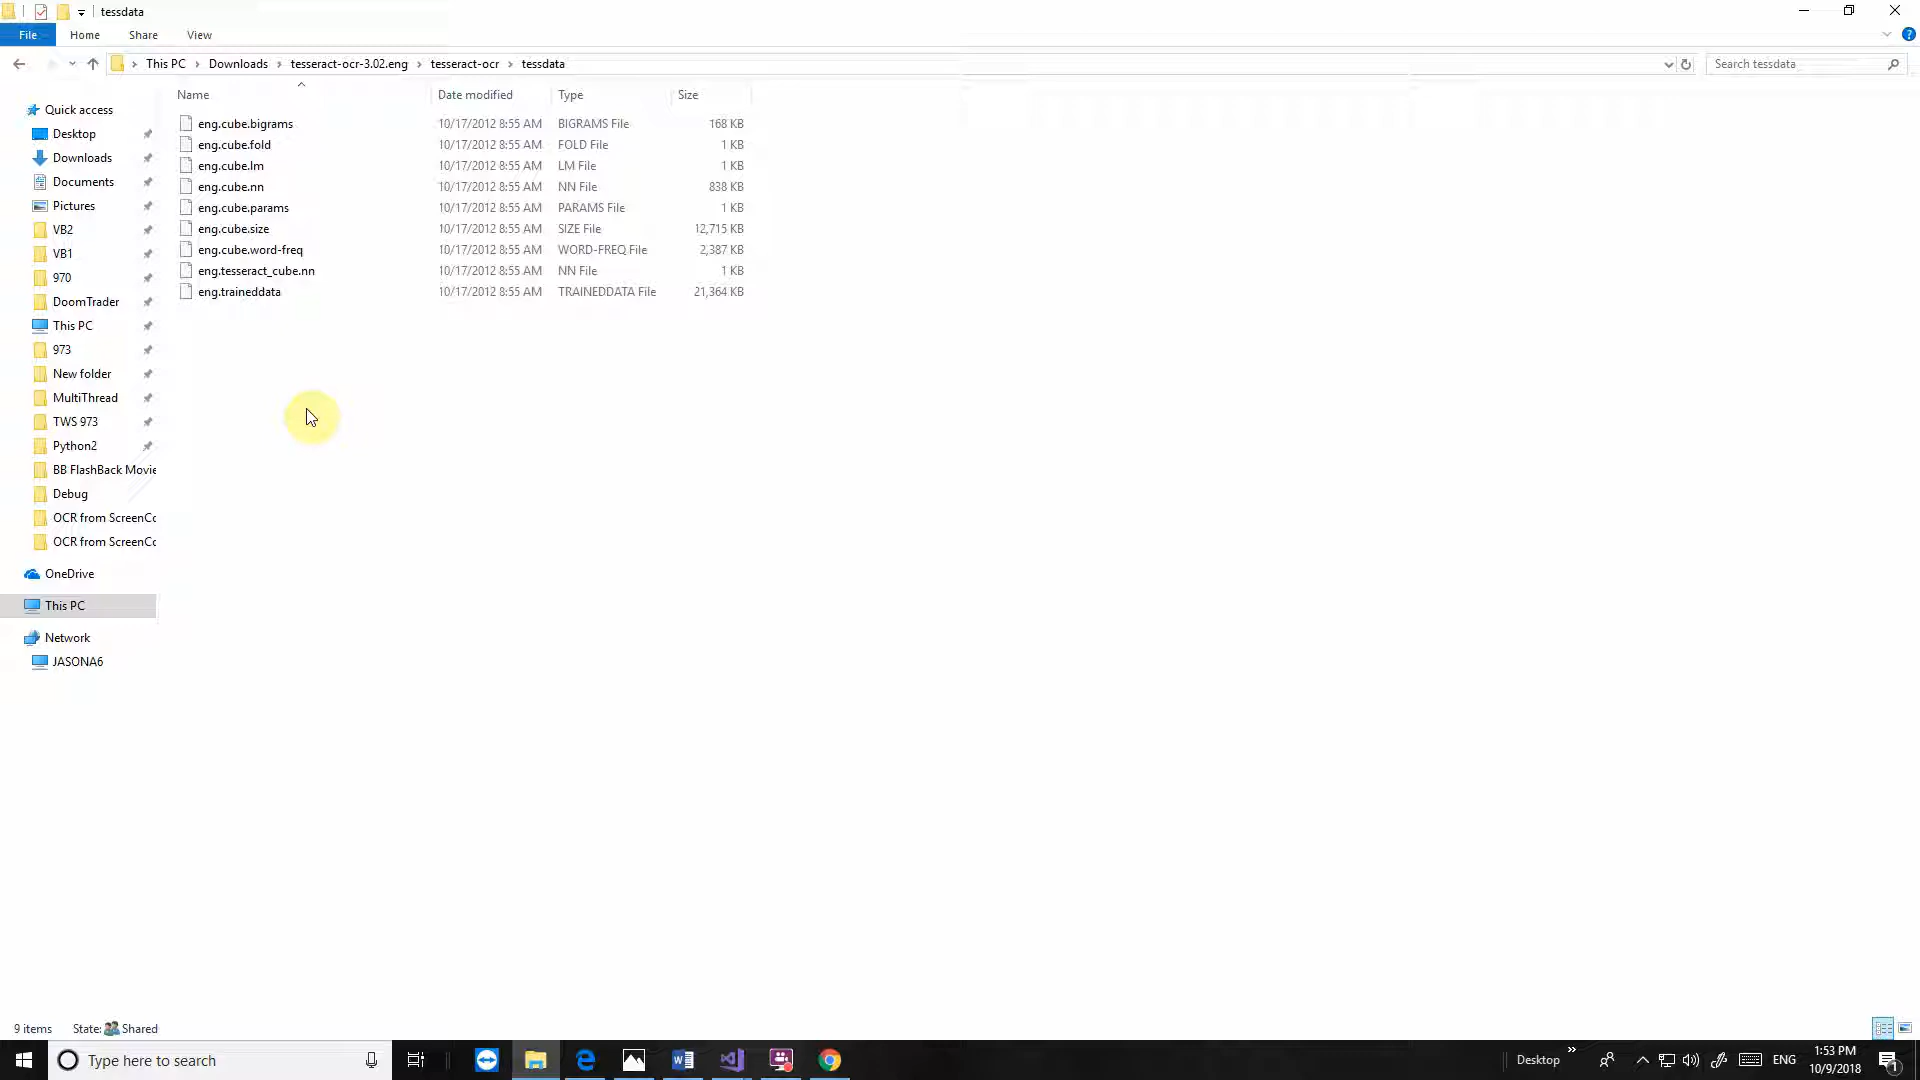 tessdata
File Home Share View
This PC Downloads tesseract-ocr-3.02.eng tesseract-ocr tessdata Search tessdata
Name Date modified Type Size
Quick access
Desktop
Downloads
Documents
Pictures
VB2
VB1
970
DoomTrader
This PC
973
New folder
MultiThread
TWS 973
Python2
BB FlashBack Movie
Debug
OCR from ScreenCo
OCR from ScreenCo
OneDrive
This PC
Network
JASONA6
eng.cube.bigrams 10/17/2012 8:55 AM BIGRAMS File 168 KB
eng.cube.fold 10/17/2012 8:55 AM FOLD File 1 KB
eng.cube.lm 10/17/2012 8:55 AM LM File 1 KB
eng.cube.nn 10/17/2012 8:55 AM NN File 838 KB
eng.cube.params 10/17/2012 8:55 AM PARAMS File 1 KB
eng.cube.size 10/17/2012 8:55 AM SIZE File 12,715 KB
eng.cube.word-freq 10/17/2012 8:55 AM WORD-FREQ File 2,387 KB
eng.tesseract_cube.nn 10/17/2012 8:55 AM NN File 1 KB
eng.traineddata 10/17/2012 8:55 AM TRAINEDDATA File 21,364 KB
9 items State: Shared
Type here to search Desktop ENG 1:53 PM
10/9/2018 1